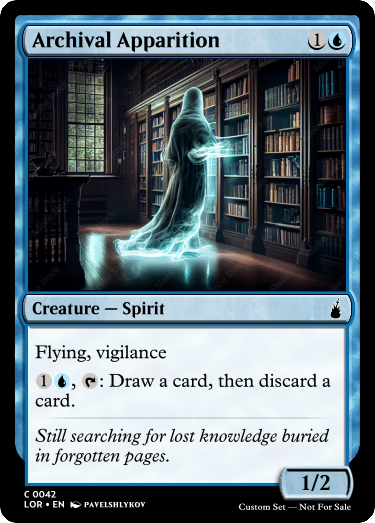 Archival Apparition 1
Creature — Spirit
Flying, vigilance
1 , : Draw a card, then discard a
card.
Still searching for lost knowledge buried
in forgotten pages.
1/2
C 0042
LOR • EN PAVELSHLYKOV
Custom Set — Not For Sale